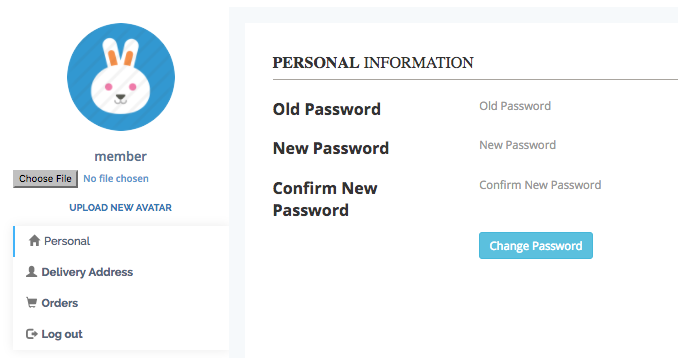 member
Choose File No file chosen
UPLOAD NEW AVATAR
Personal
Delivery Address
Orders
Log out
PERSONAL INFORMATION
Old Password Old Password
New Password New Password
Confirm New Confirm New Password
Password
Change Password